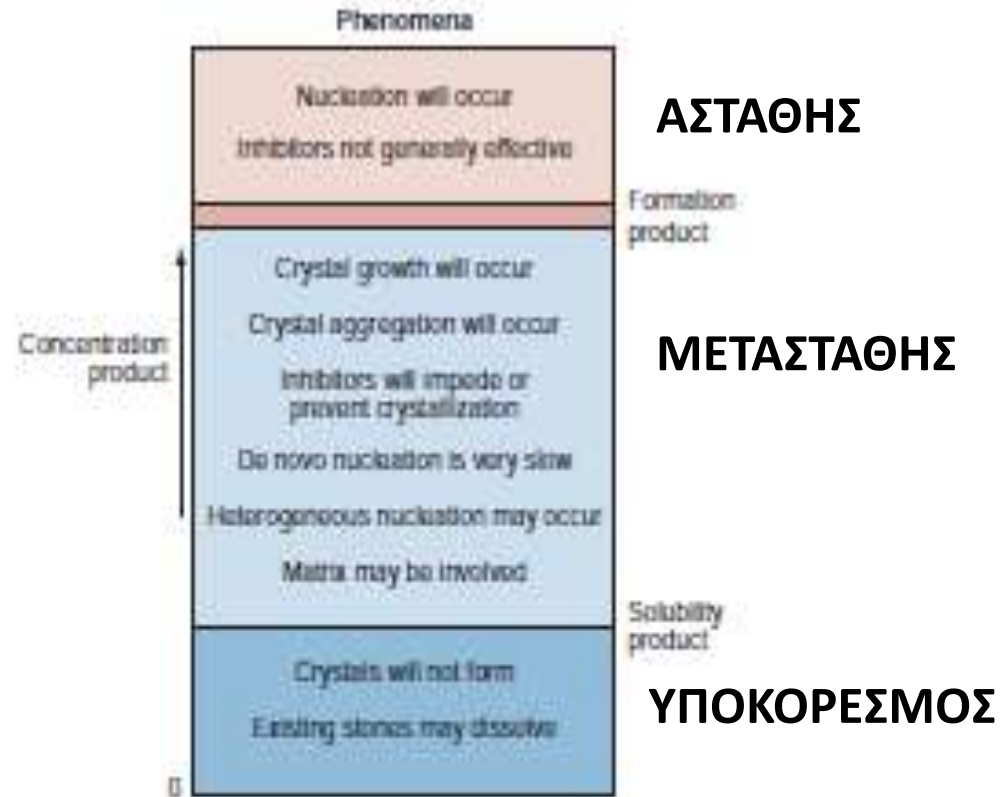 Phenomena
Nucleation will occur
Inhibitors not generally effective
ΑΣΤΑΘΗΣ
Formation
product
Crystal growth will occur
Crystal aggregation will occur
Inhibitors will impede or
prevent crystallization
De novo nucleation is very slow
Heterogeneous nucleation may occur
Matrix may be involved
Concentration
product
ΜΕΤΑΣΤΑΘΗΣ
Solubility
product
Crystals will not form
Existing stones may dissolve
ΥΠΟΚΟΡΕΣΜΟΣ
0